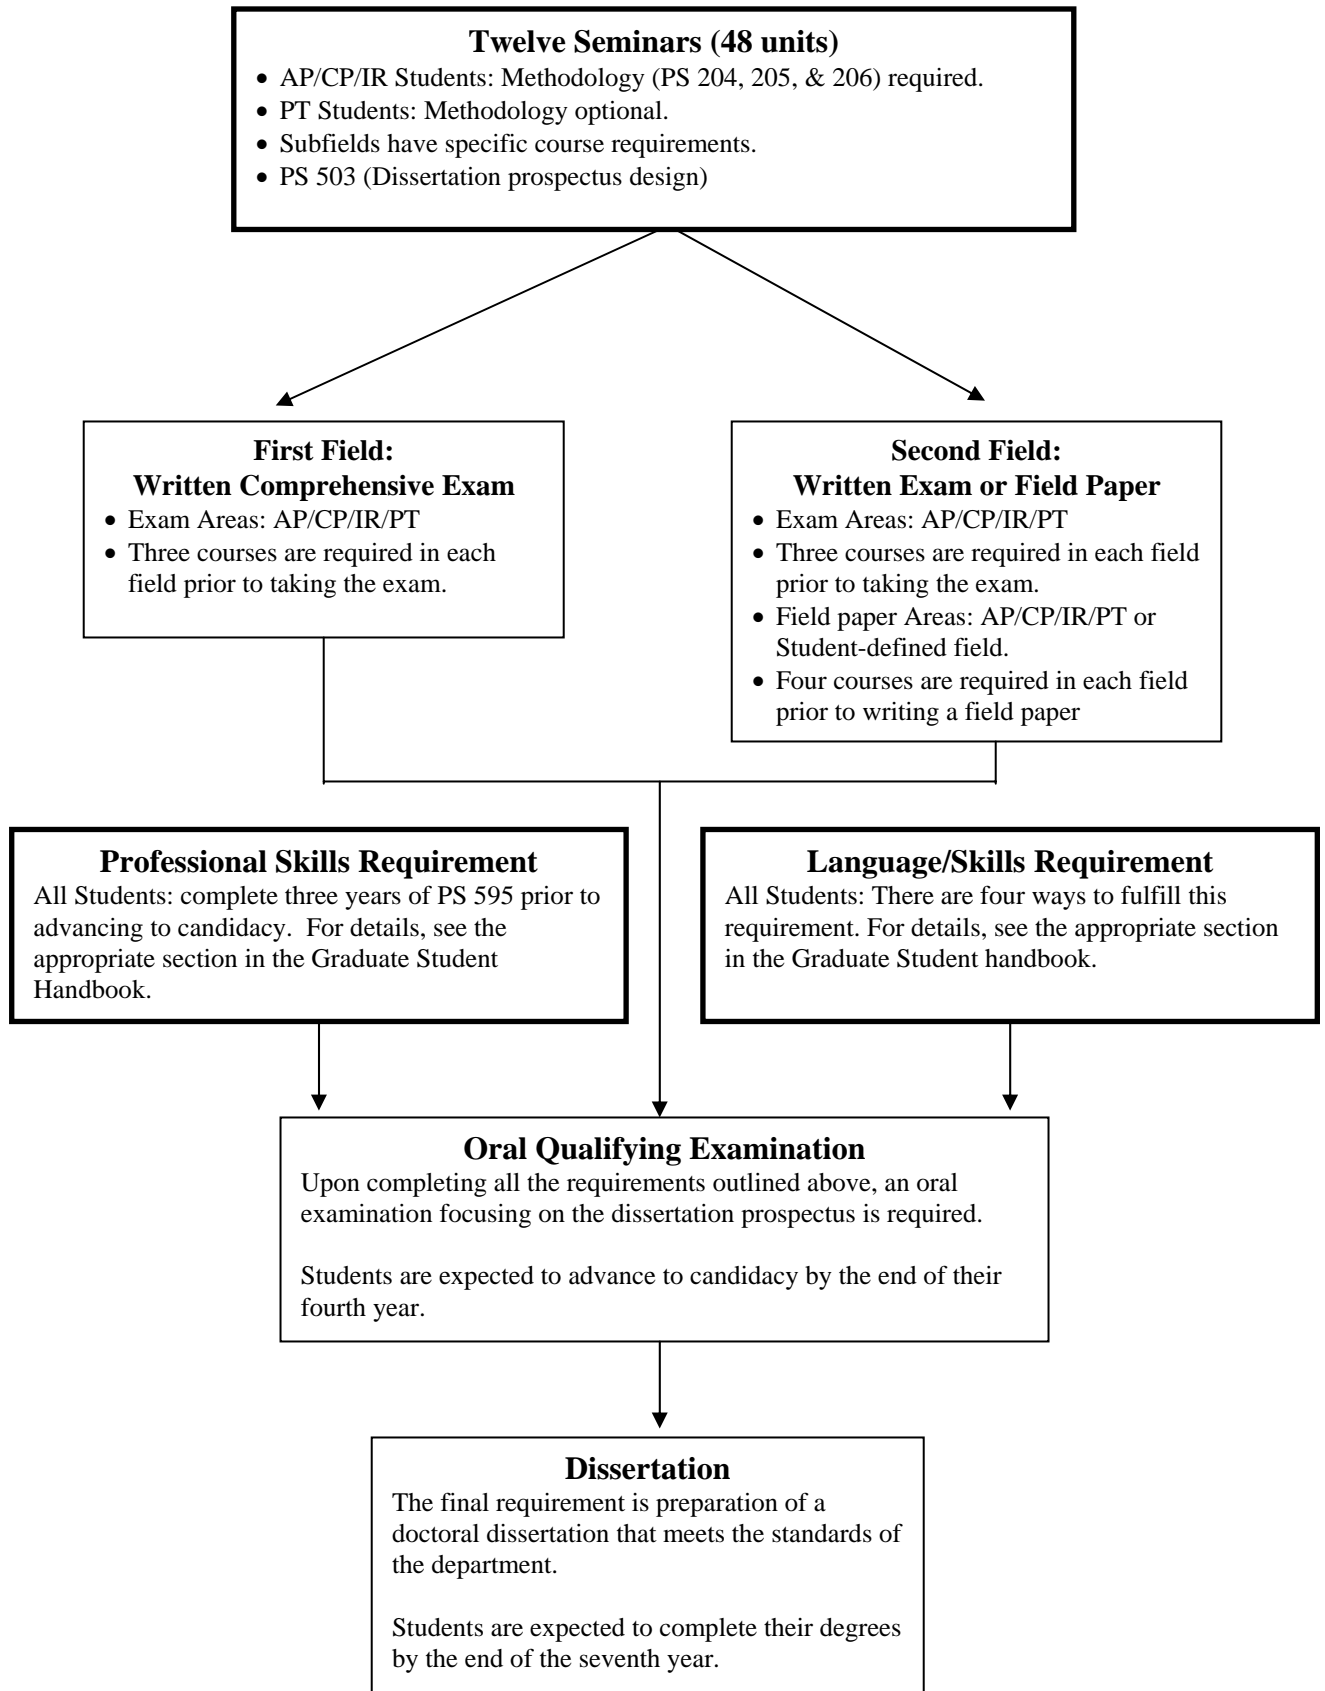 Twelve Seminars (48 units)
• AP/CP/IR Students: Methodology (PS 204, 205, & 206) required.
• PT Students: Methodology optional.
• Subfields have specific course requirements.
• PS 503 (Dissertation prospectus design)
First Field:
Written Comprehensive Exam
• Exam Areas: AP/CP/IR/PT
• Three courses are required in each
field prior to taking the exam.
Second Field:
Written Exam or Field Paper
• Exam Areas: AP/CP/IR/PT
• Three courses are required in each field
prior to taking the exam.
• Field paper Areas: AP/CP/IR/PT or
Student-defined field.
• Four courses are required in each field
prior to writing a field paper
Professional Skills Requirement
All Students: complete three years of PS 595 prior to
advancing to candidacy.  For details, see the
appropriate section in the Graduate Student
Handbook.
Language/Skills Requirement
All Students: There are four ways to fulfill this
requirement. For details, see the appropriate section
in the Graduate Student handbook.
Oral Qualifying Examination
Upon completing all the requirements outlined above, an oral
examination focusing on the dissertation prospectus is required.
Students are expected to advance to candidacy by the end of their
fourth year.
Dissertation
The final requirement is preparation of a
doctoral dissertation that meets the standards of
the department.
Students are expected to complete their degrees
by the end of the seventh year.